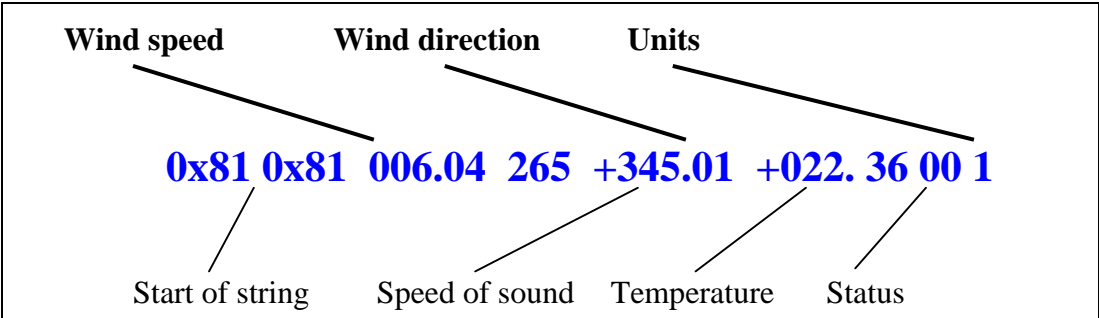 Wind speed Wind direction Units
0x81 0x81 006.04 265 +345.01 +022. 36 00 1
Start of string Speed of sound Temperature Status